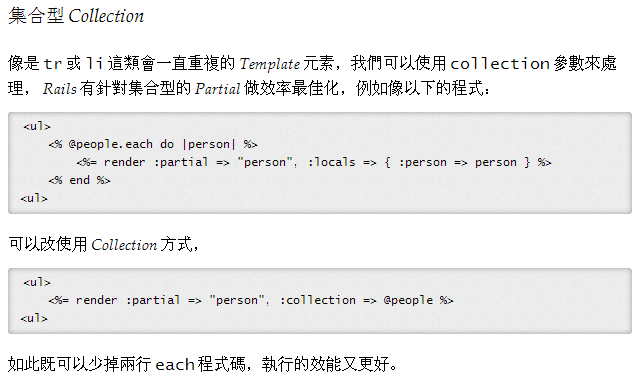 集合型 Collection
像是 tr 或 li 這類會一直重複的 Template 元素，我們可以使用 collection 參數來處
理， Rails 有針對集合型的 Partial 做效率最佳化，例如像以下的程式：
<ul>
    <% @people.each do |person| %>
        <%= render :partial => "person", :locals => { :person => person } %>
    <% end %>
<ul>
可以改使用 Collection 方式，
<ul>
    <%= render :partial => "person", :collection => @people %>
<ul>
如此既可以少掉兩行 each 程式碼，執行的效能又更好。